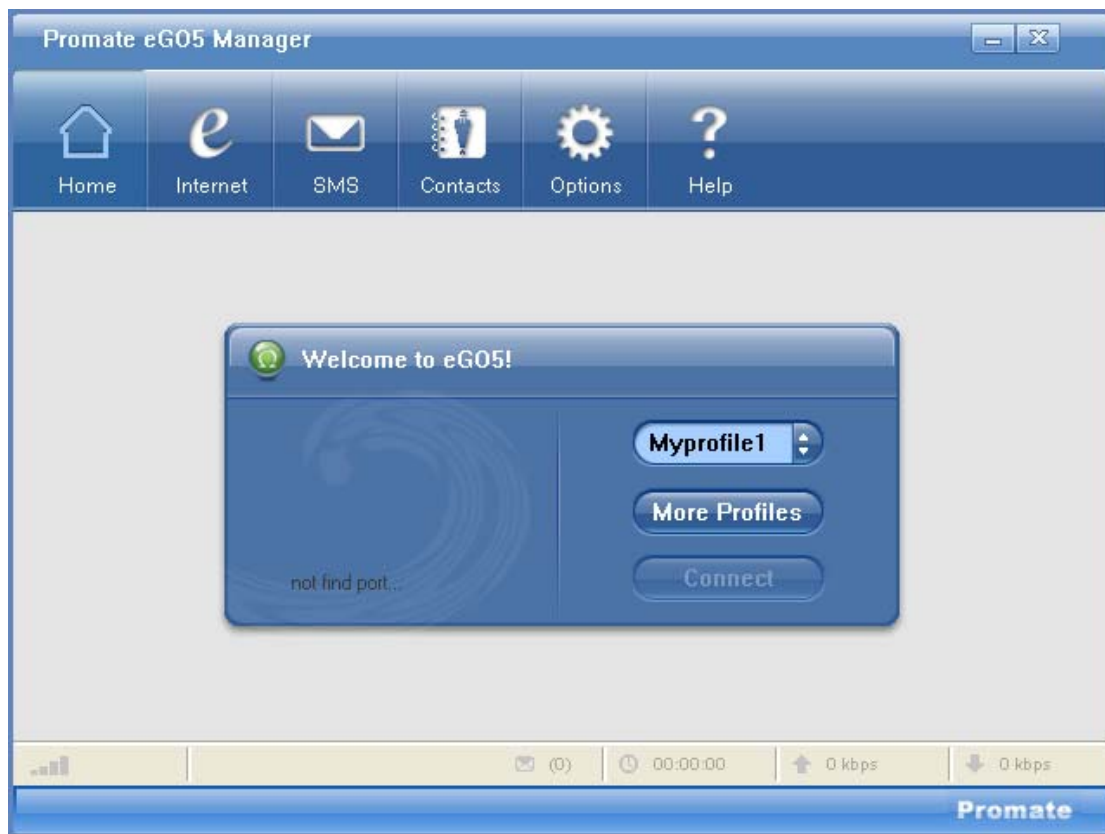 Promate eGO5 Manager
Home Internet SMS Contacts Options Help
Welcome to eGO5!
Myprofile1
More Profiles
not find port...
Connect
(0) 00:00:00 0 kbps 0 kbps
Promate